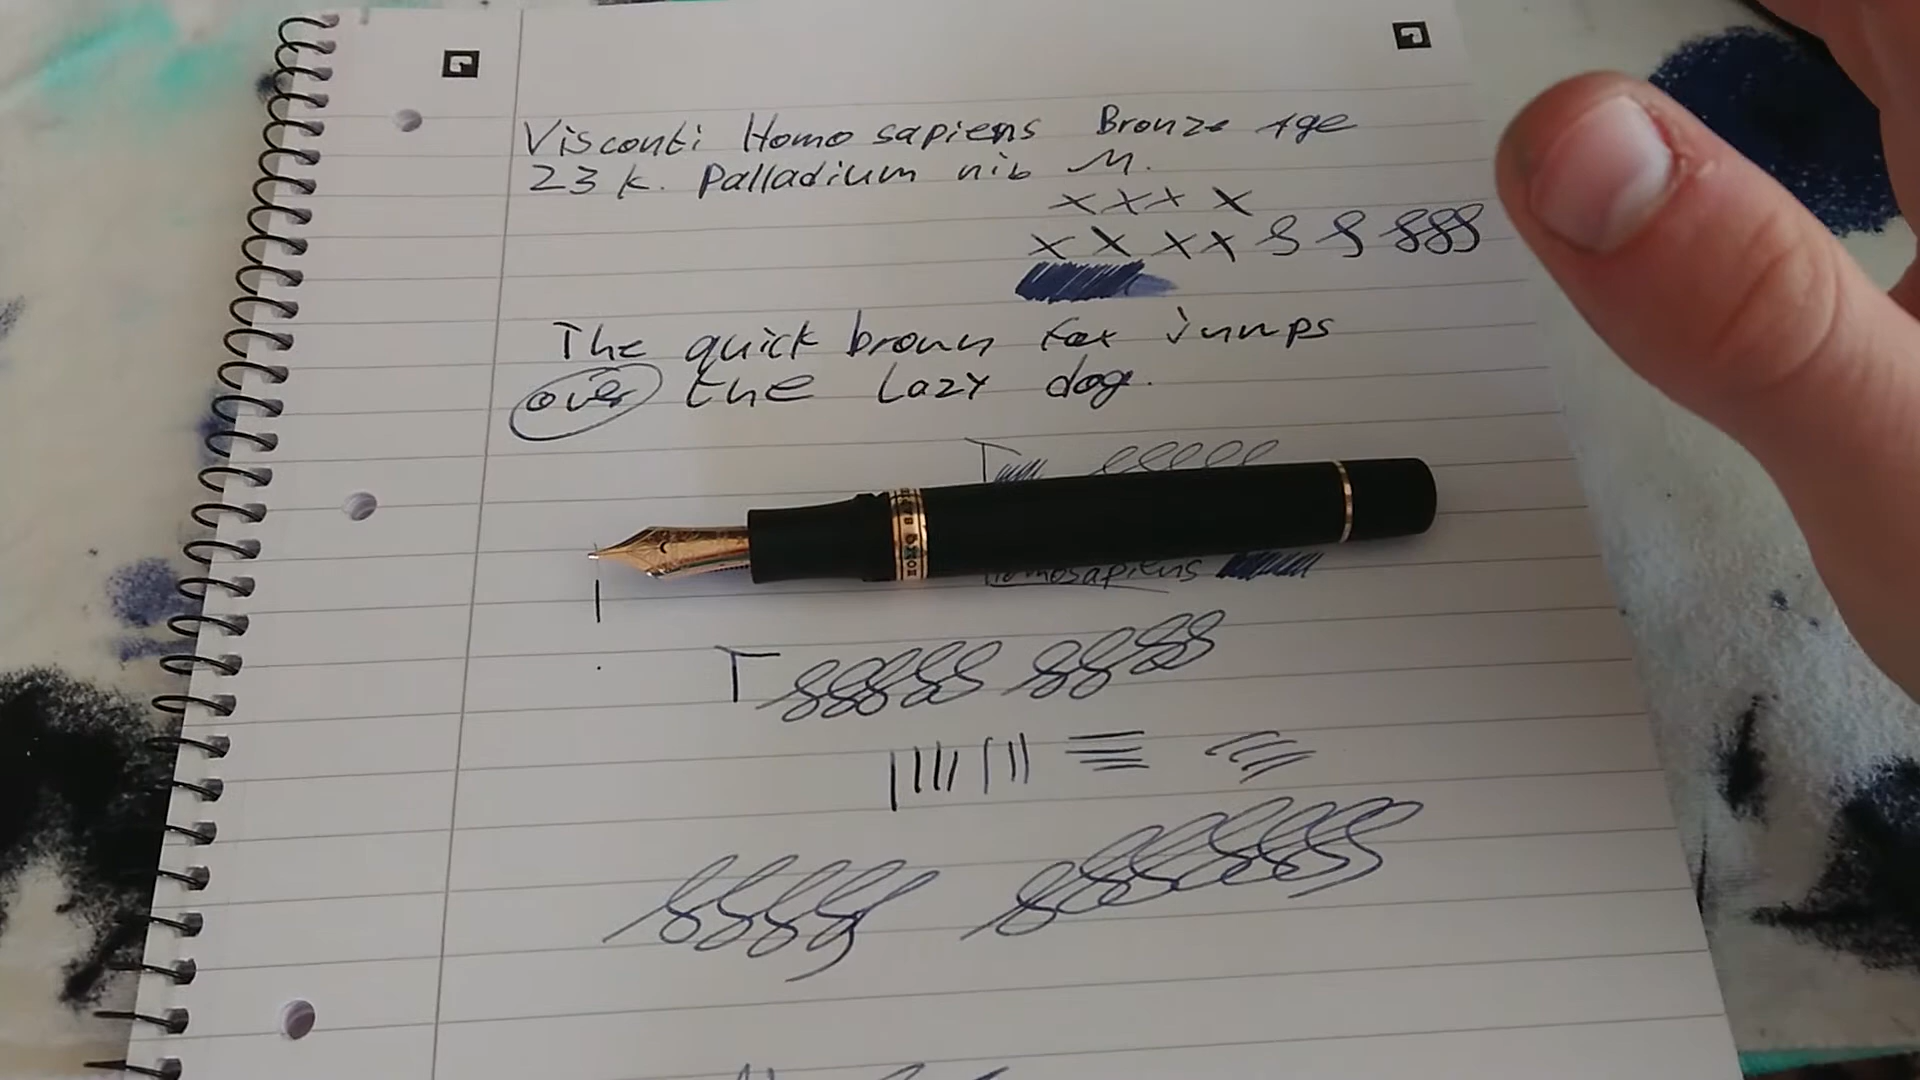 Visconti Homo sapiens Bronze Age
23 k. Palladium nib M.
x x x x
x x x x
The quick brown fox jumps
over the lazy dog.
T
HOMO SAPIENS
Homosapiens
T